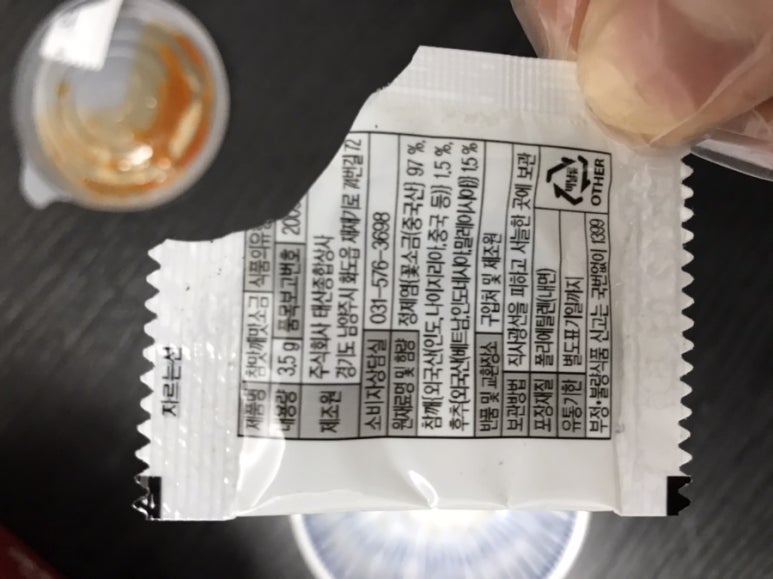 자르는선
제품명 참맛깨맛소금 식품의유형
내용량 3.5 g 품목보고번호 200
제조원 주식회사 태산종합상사
경기도 남양주시 화도읍 재재기로 72
소비자상담실 031-576-3698
원재료명 및 함량 정제염{꽃소금(중국산)} 97 %,
참깨{외국산(인도,나이지리아,중국 등)} 1.5 %,
후추{외국산(베트남,인도네시아,말레이시아)} 1.5 %
반품 및 교환장소 구입처 및 제조원
보관방법 직사광선을 피하고 서늘한 곳에 보관
포장재질 폴리에틸렌(내면)
유통기한 별도표기일까지
부정•불량식품 신고는 국번없이 1399
비닐류
OTHER